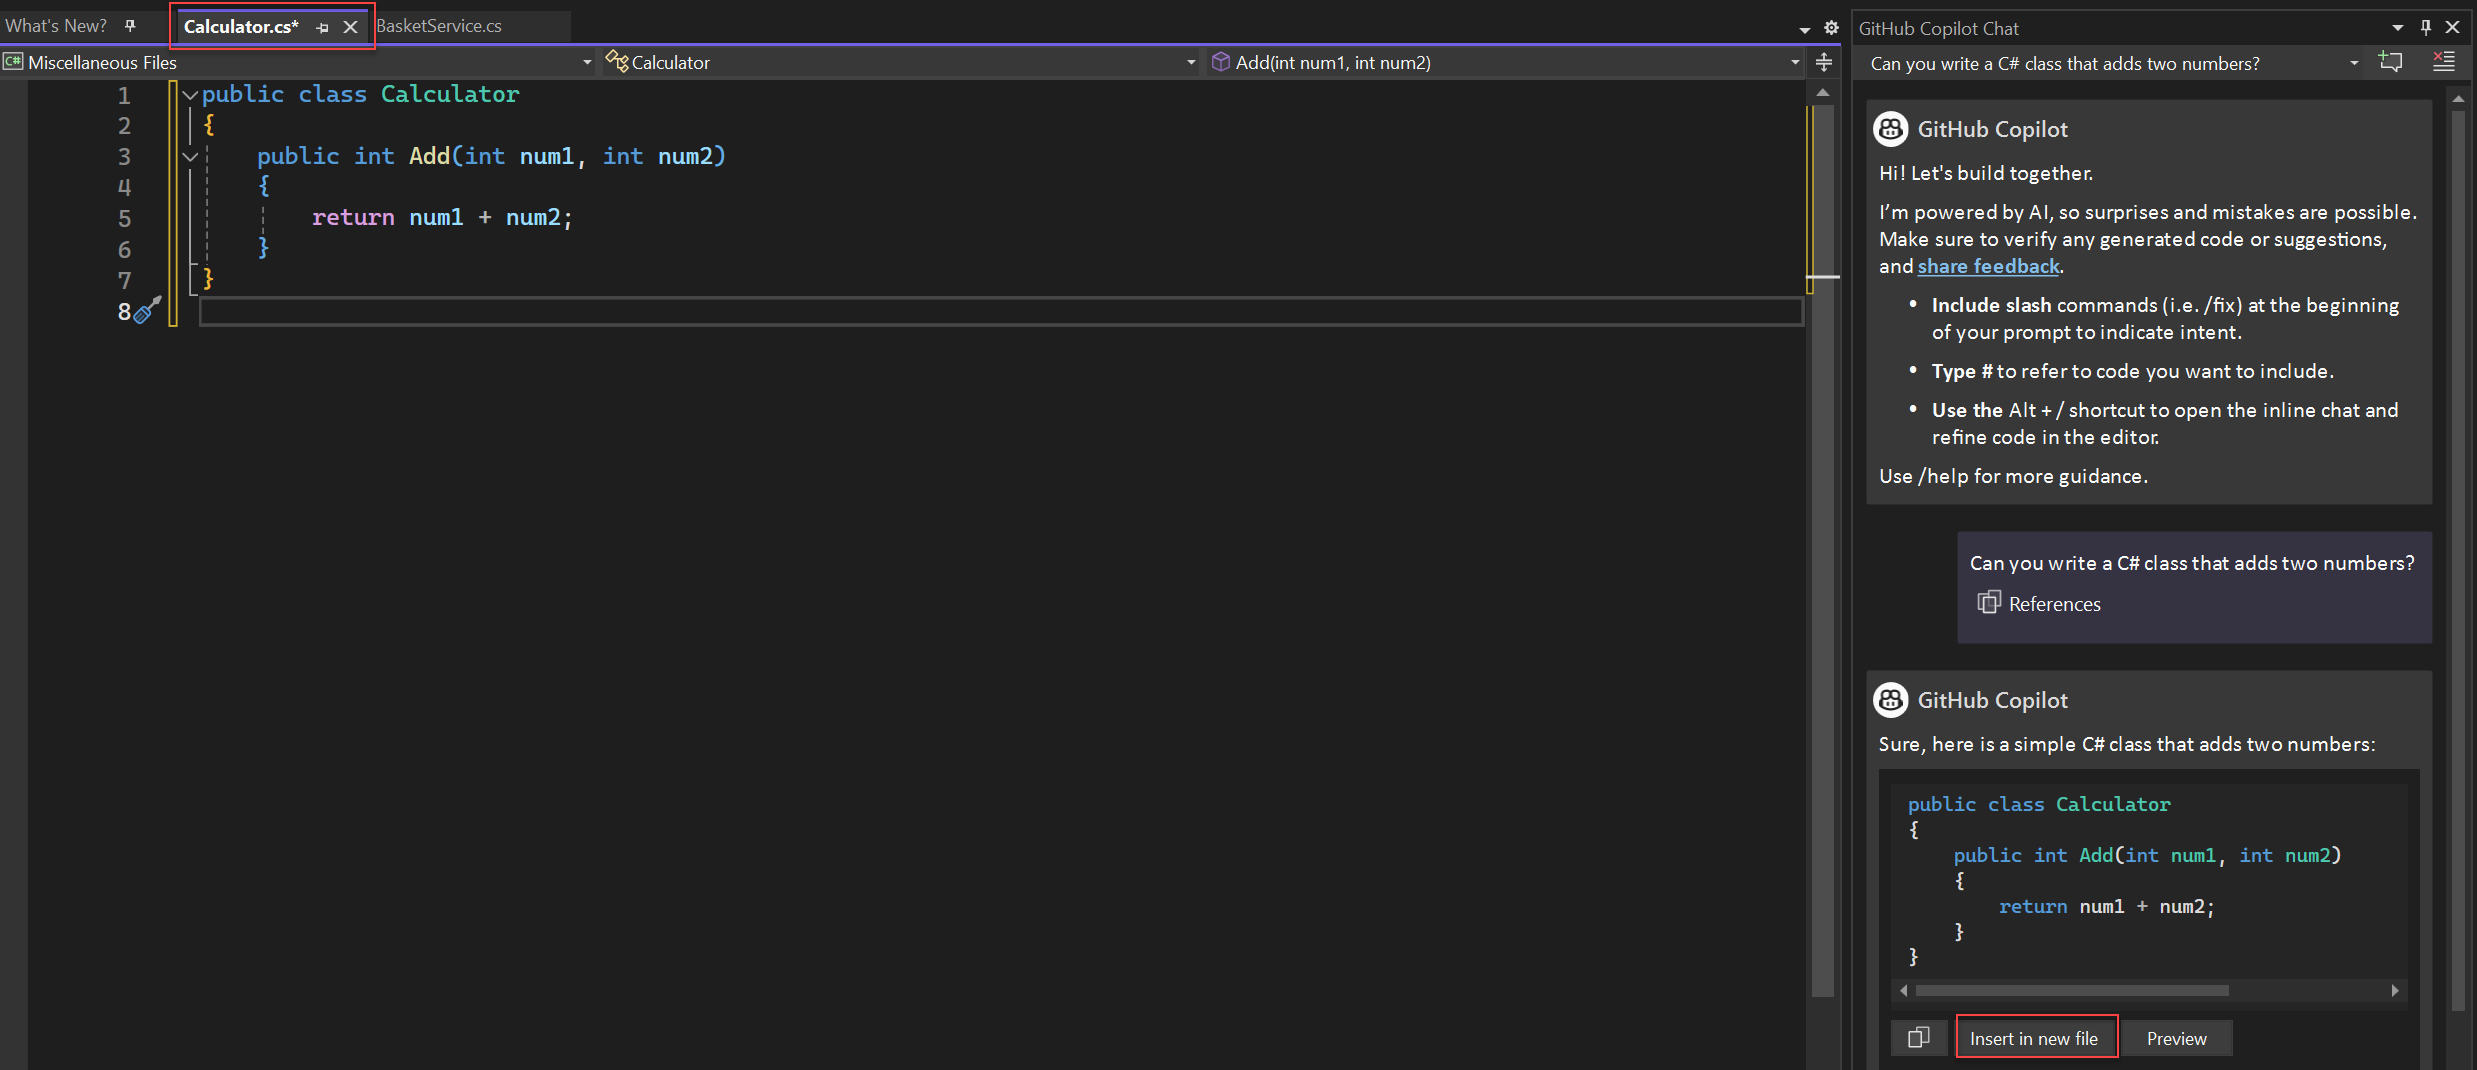 What's New?
Calculator.cs*
BasketService.cs
C# Miscellaneous Files
Calculator
Add(int num1, int num2)
1 public class Calculator
2 {
3 public int Add(int num1, int num2)
4 {
5 return num1 + num2;
6 }
7 }
8
GitHub Copilot Chat
Can you write a C# class that adds two numbers?
GitHub Copilot
Hi! Let's build together.
I’m powered by AI, so surprises and mistakes are possible.
Make sure to verify any generated code or suggestions,
and share feedback.
• Include slash commands (i.e. /fix) at the beginning
of your prompt to indicate intent.
• Type # to refer to code you want to include.
• Use the Alt + / shortcut to open the inline chat and
refine code in the editor.
Use /help for more guidance.
Can you write a C# class that adds two numbers?
References
GitHub Copilot
Sure, here is a simple C# class that adds two numbers:
public class Calculator
{
public int Add(int num1, int num2)
{
return num1 + num2;
}
}
Insert in new file
Preview